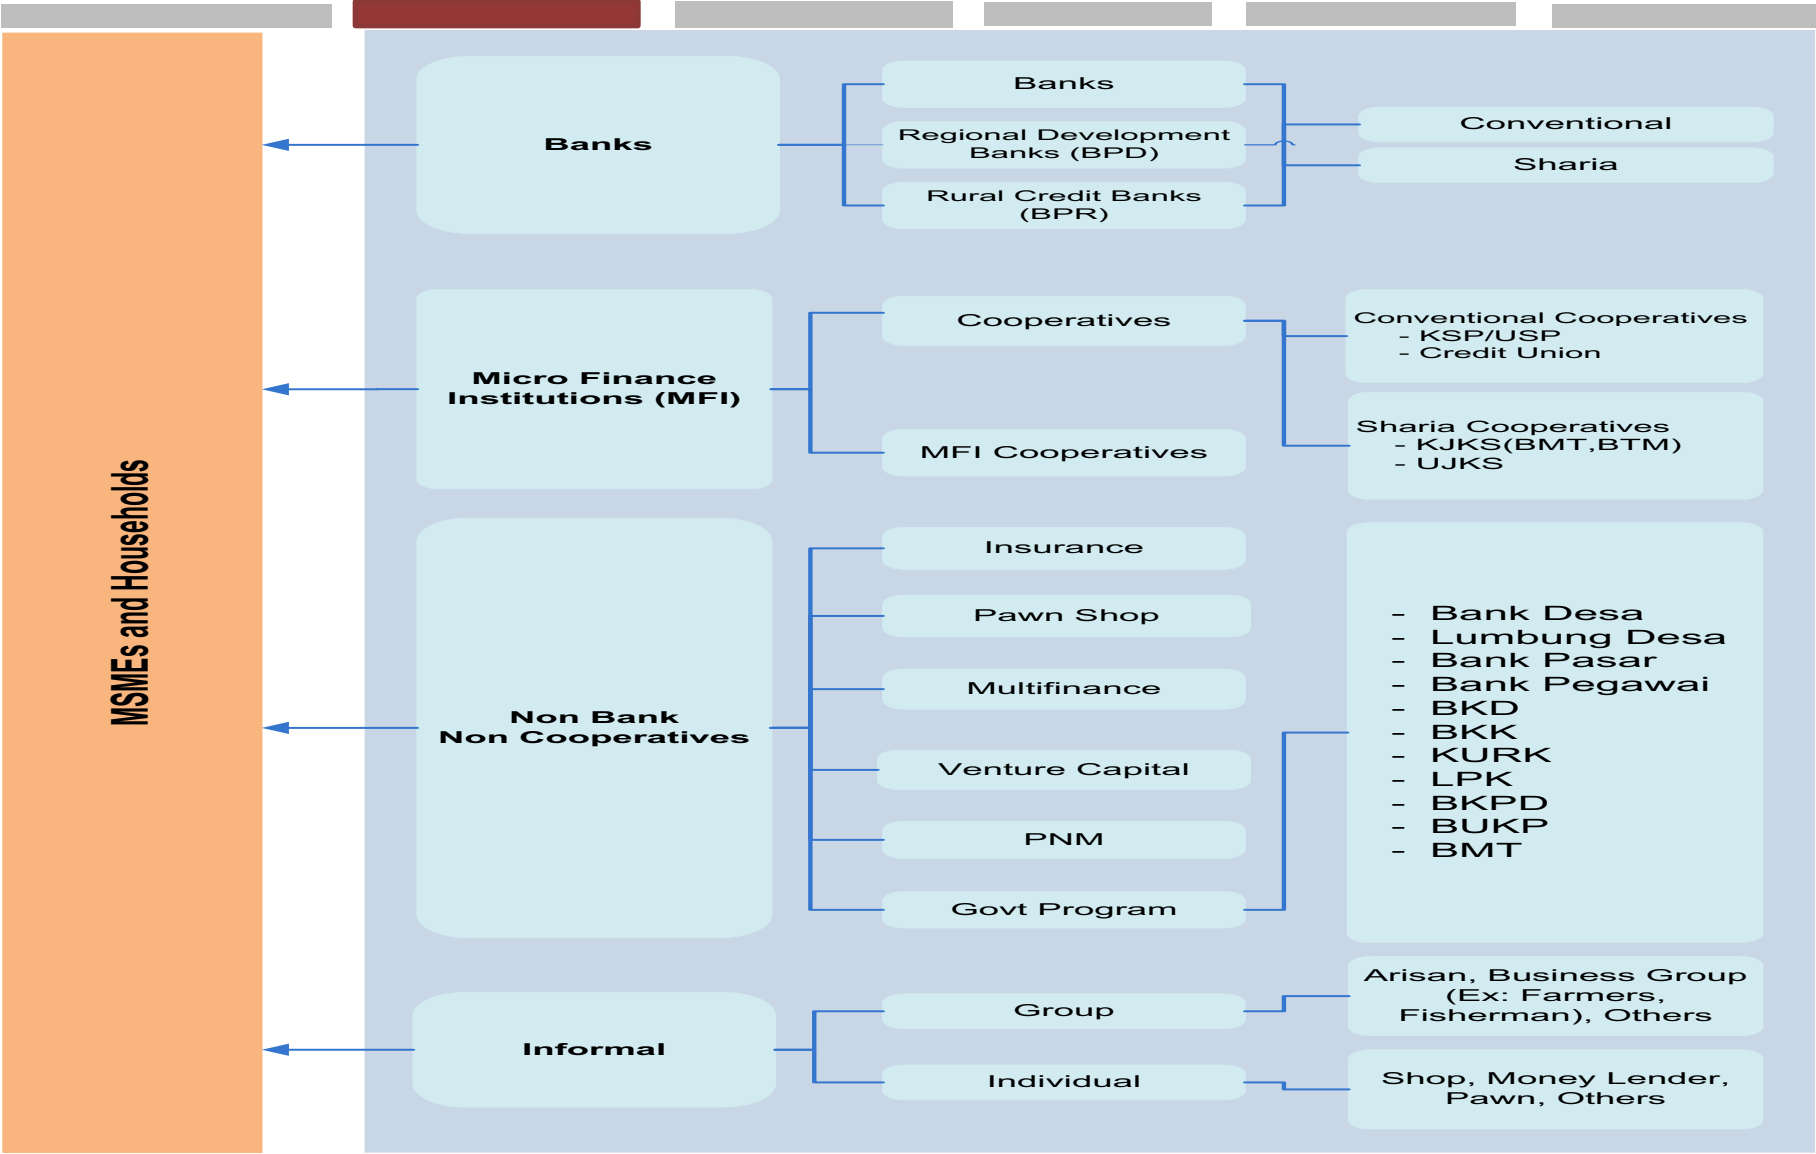 MSMEs and Households
Banks
Banks
Regional Development
Banks (BPD)
Rural Credit Banks
(BPR)
Conventional
Sharia
Micro Finance
Institutions (MFI)
Cooperatives
MFI Cooperatives
Conventional Cooperatives
- KSP/USP
- Credit Union
Sharia Cooperatives
- KJKS(BMT,BTM)
- UJKS
Non Bank
Non Cooperatives
Insurance
Pawn Shop
Multifinance
Venture Capital
PNM
Govt Program
- Bank Desa
- Lumbung Desa
- Bank Pasar
- Bank Pegawai
- BKD
- BKK
- KURK
- LPK
- BKPD
- BUKP
- BMT
Informal
Group
Individual
Arisan, Business Group
(Ex: Farmers,
Fisherman), Others
Shop, Money Lender,
Pawn, Others